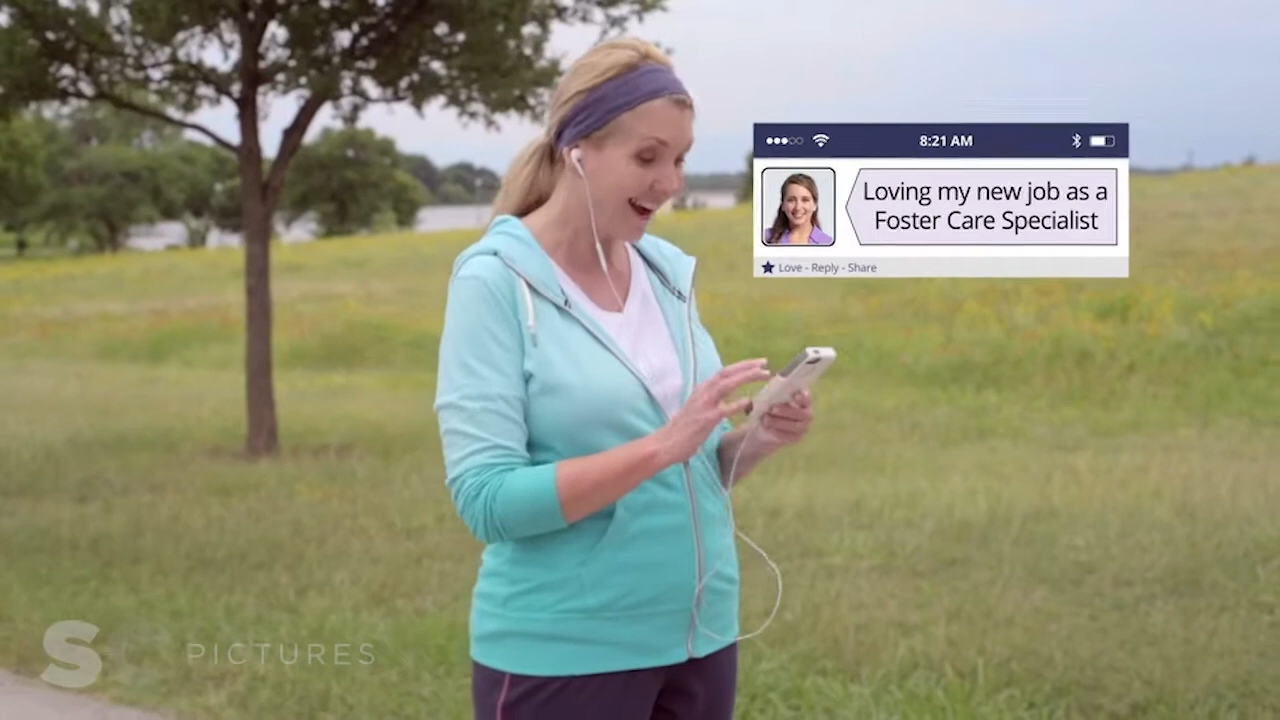 8:21 AM
Loving my new job as a
Foster Care Specialist
Love - Reply - Share
S
PICTURES